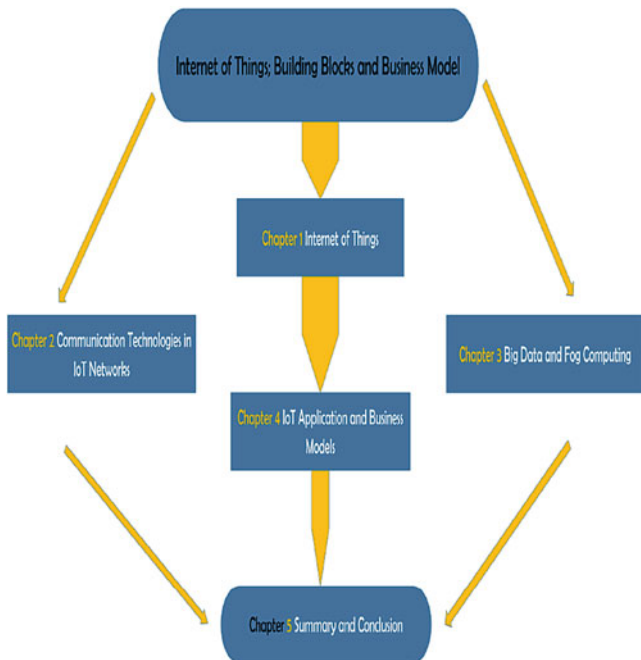 Internet of Things; Building Blocks and Business Model
Chapter 1 Internet of Things
Chapter 2 Communication Technologies in
IoT Networks
Chapter 3 Big Data and Fog Computing
Chapter 4 IoT Application and Business
Models
Chapter 5 Summary and Conclusion